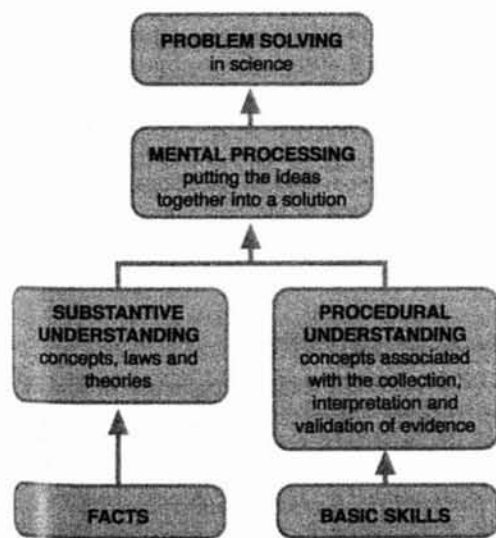 PROBLEM SOLVING
in science
MENTAL PROCESSING
putting the ideas
together into a solution
SUBSTANTIVE
UNDERSTANDING
concepts, laws and
theories
PROCEDURAL
UNDERSTANDING
concepts associated
with the collection,
interpretation and
validation of evidence
FACTS
BASIC SKILLS